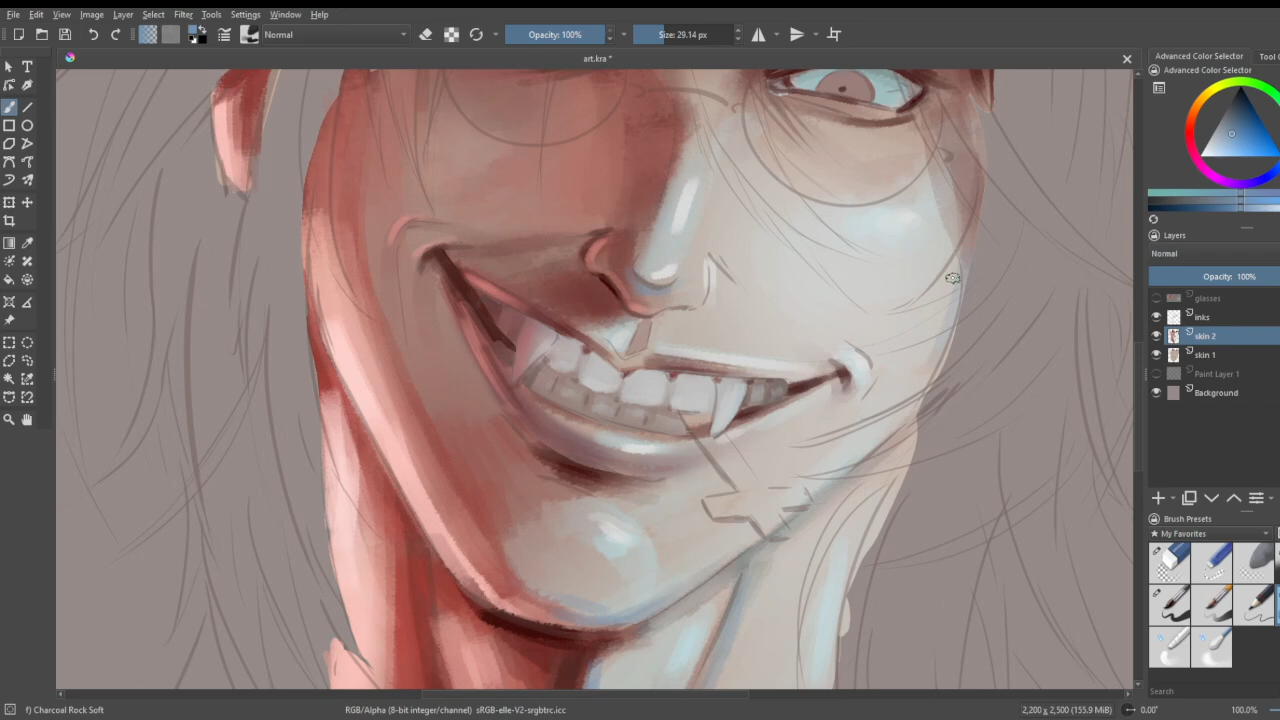 File Edit View Image Layer Select Filter Tools Settings Window Help
Normal
Opacity: 100%
Size: 29.14 px
art.kra *
Advanced Color Selector
Tool
Advanced Color Selector
Layers
Normal
Opacity: 100%
glasses
inks
skin 2
skin 1
Paint Layer 1
Background
Brush Presets
★ My Favorites
Search
f) Charcoal Rock Soft
RGB/Alpha (8-bit integer/channel) sRGB-elle-V2-srgbtrc.icc
2,200 x 2,500 (155.9 MiB)
0.00°
100.0%